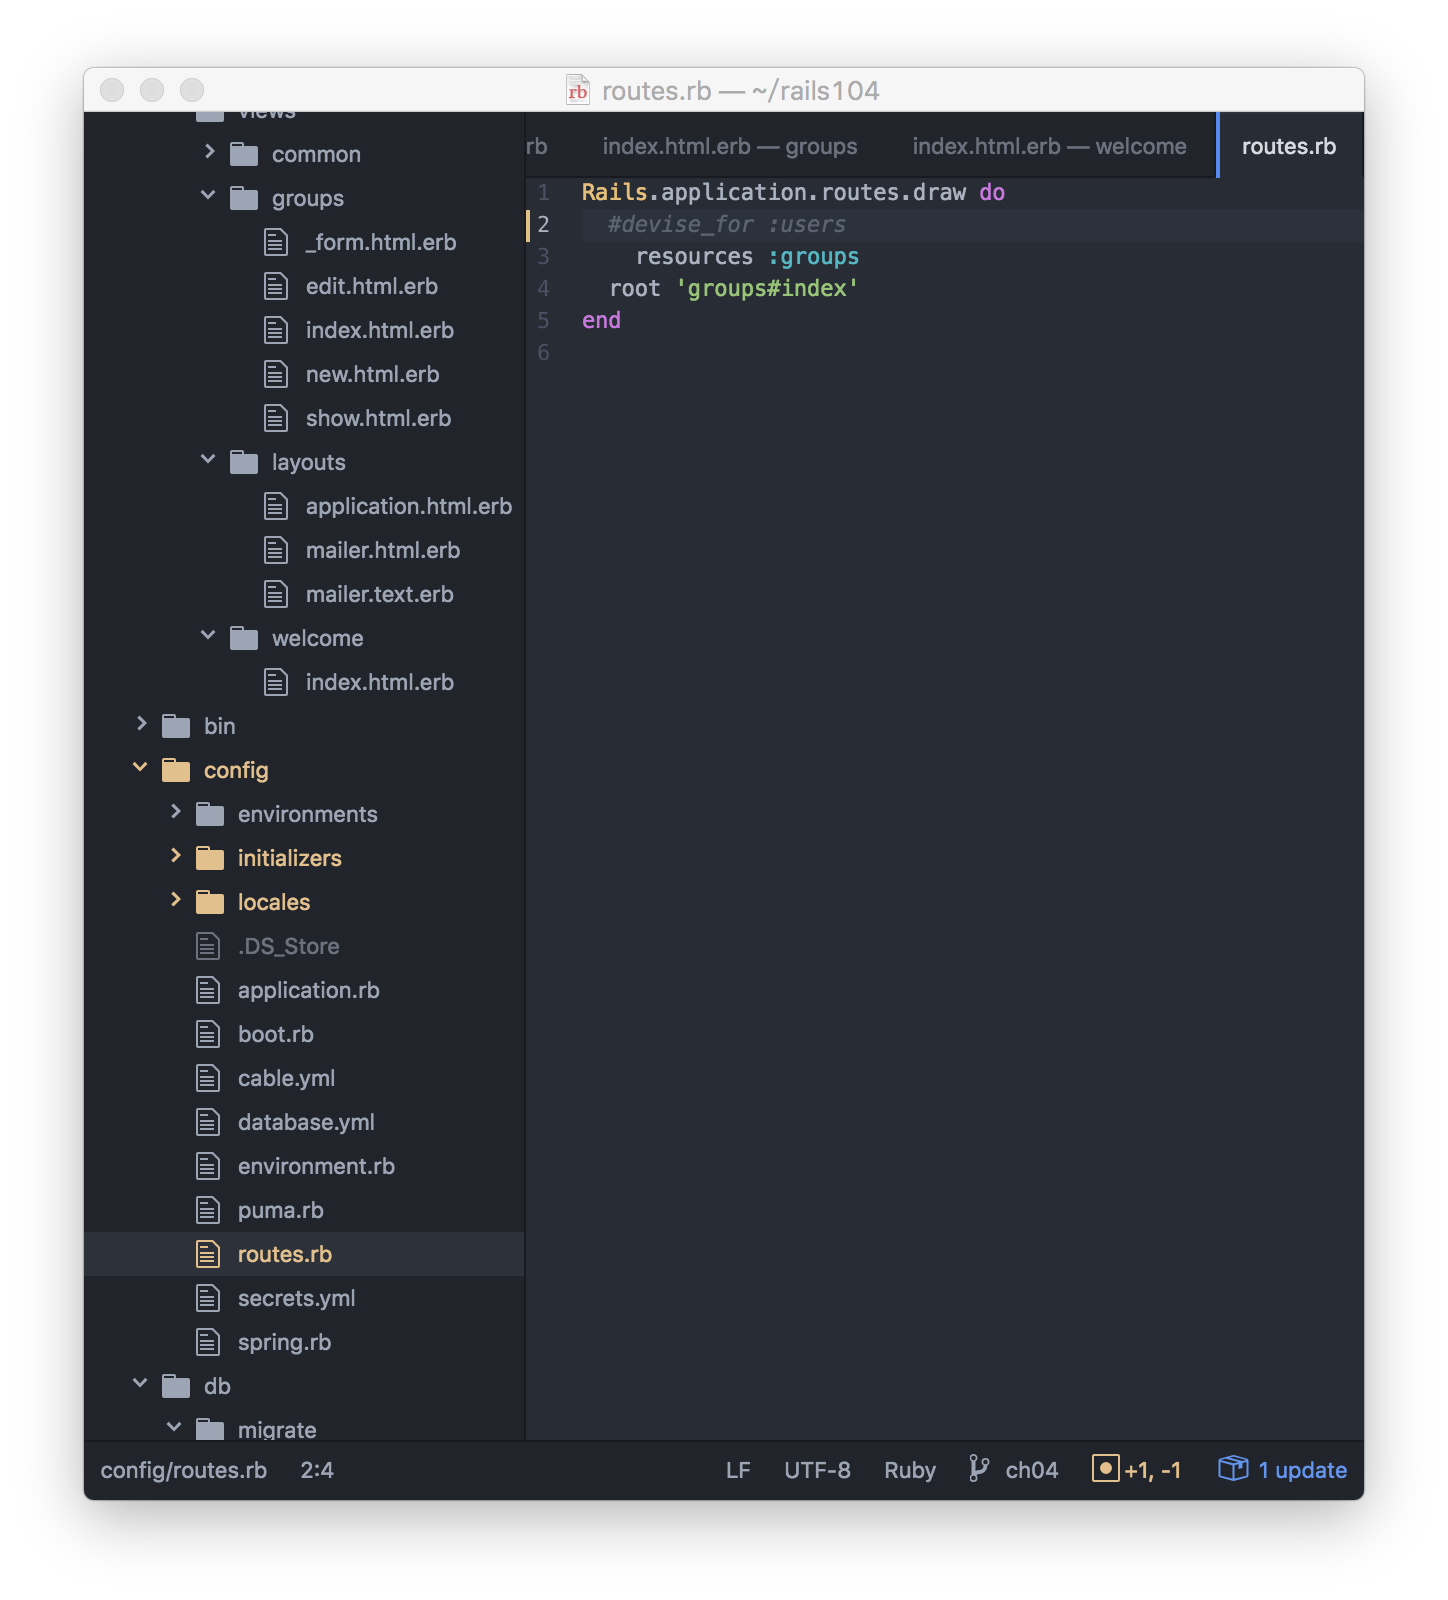 routes.rb — ~/rails104
views
common
groups
_form.html.erb
edit.html.erb
index.html.erb
new.html.erb
show.html.erb
layouts
application.html.erb
mailer.html.erb
mailer.text.erb
welcome
index.html.erb
bin
config
environments
initializers
locales
.DS_Store
application.rb
boot.rb
cable.yml
database.yml
environment.rb
puma.rb
routes.rb
secrets.yml
spring.rb
db
migrate
rb index.html.erb — groups index.html.erb — welcome routes.rb
1 Rails.application.routes.draw do
2 #devise_for :users
3 resources :groups
4 root 'groups#index'
5 end
6
config/routes.rb 2:4 LF UTF-8 Ruby ch04 +1, -1 1 update